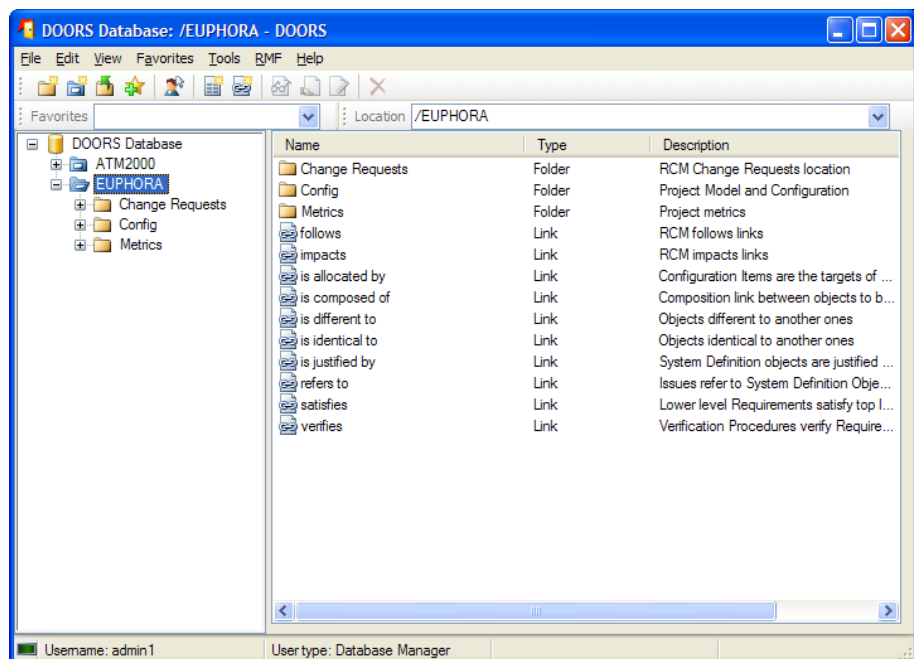 DOORS Database: /EUPHORA - DOORS
File Edit View Favorites Tools RMF Help
Favorites Location /EUPHORA
DOORS Database
ATM2000
EUPHORA
Change Requests
Config
Metrics
Name Type Description
Change Requests Folder RCM Change Requests location
Config Folder Project Model and Configuration
Metrics Folder Project metrics
follows Link RCM follows links
impacts Link RCM impacts links
is allocated by Link Configuration Items are the targets of ...
is composed of Link Composition link between objects to b...
is different to Link Objects different to another ones
is identical to Link Objects identical to another ones
is justified by Link System Definition objects are justified ...
refers to Link Issues refer to System Definition Obje...
satisfies Link Lower level Requirements satisfy top l...
verifies Link Verification Procedures verify Require...
Username: admin1 User type: Database Manager